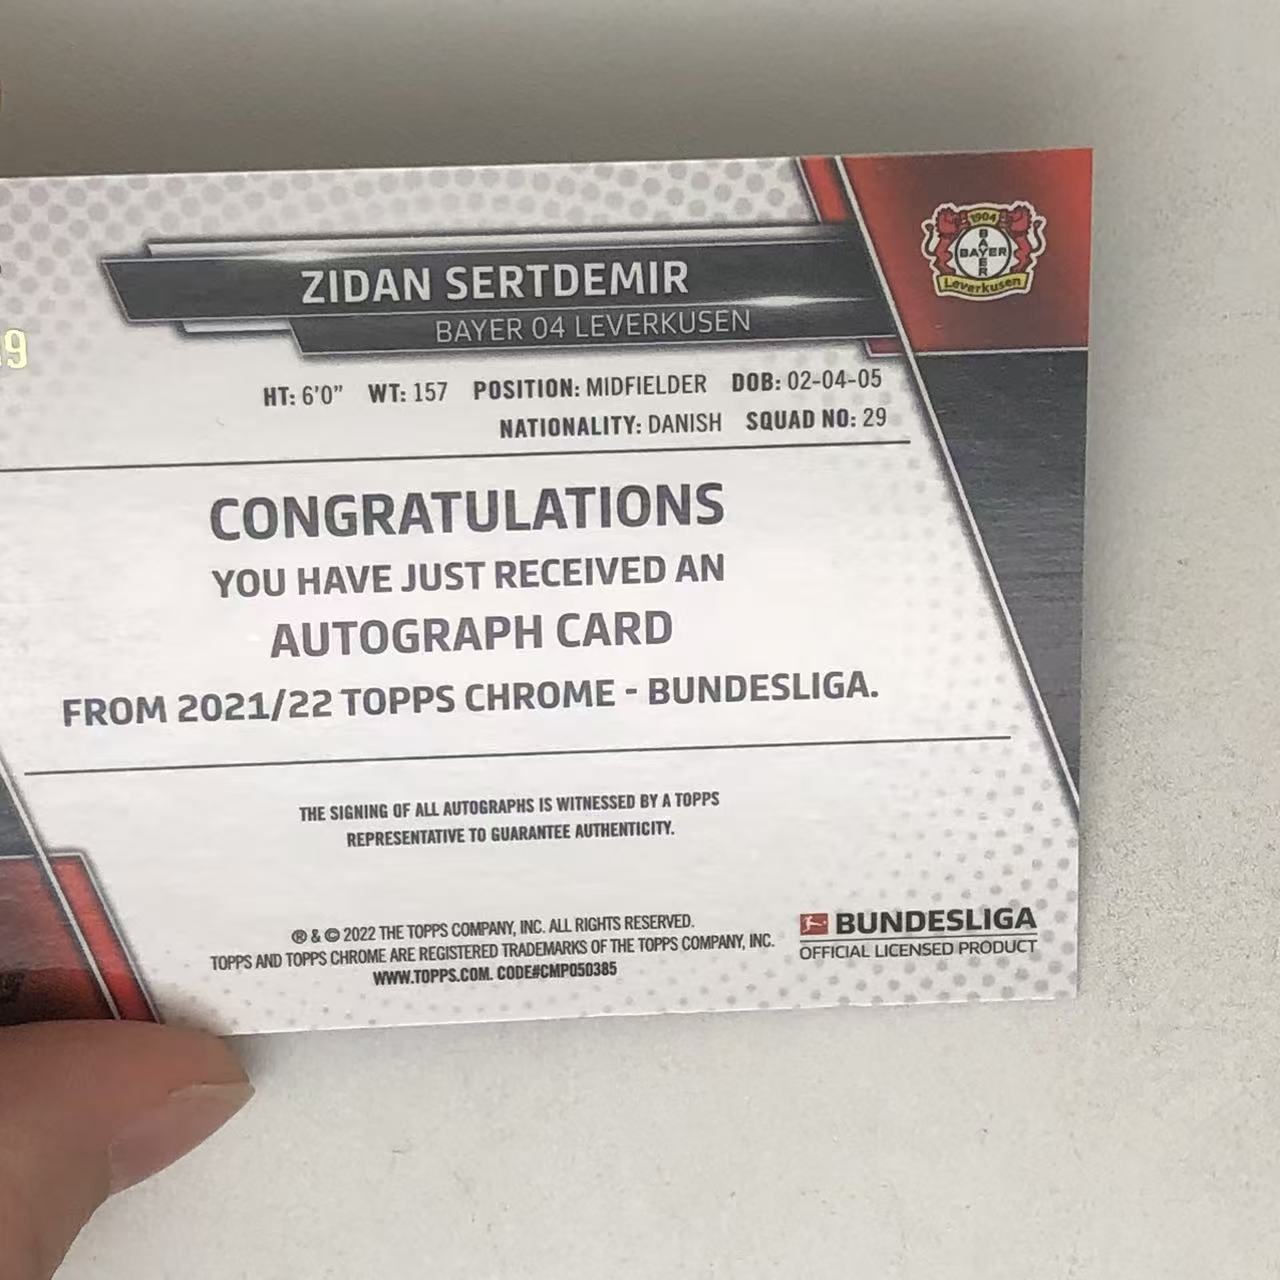 ZIDAN SERTDEMIR
BAYER 04 LEVERKUSEN
9
HT: 6'0" WT: 157 POSITION: MIDFIELDER DOB: 02-04-05
NATIONALITY: DANISH SQUAD NO: 29
1904
BAYER
BAYER
Leverkusen
CONGRATULATIONS
YOU HAVE JUST RECEIVED AN
AUTOGRAPH CARD
FROM 2021/22 TOPPS CHROME - BUNDESLIGA.
THE SIGNING OF ALL AUTOGRAPHS IS WITNESSED BY A TOPPS
REPRESENTATIVE TO GUARANTEE AUTHENTICITY.
® & © 2022 THE TOPPS COMPANY, INC. ALL RIGHTS RESERVED.
TOPPS AND TOPPS CHROME ARE REGISTERED TRADEMARKS OF THE TOPPS COMPANY, INC.
WWW.TOPPS.COM. CODE#CMP050385
BUNDESLIGA
OFFICIAL LICENSED PRODUCT